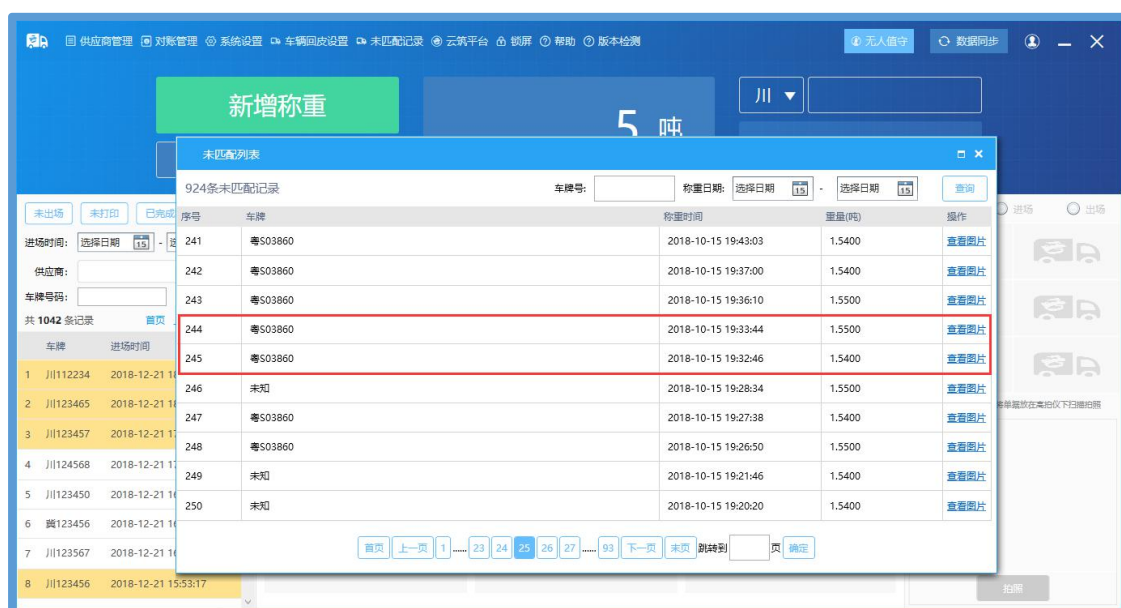 供应商管理 对账管理 系统设置 车辆回皮设置 未匹配记录 云筑平台 锁屏 帮助 版本检测 无人值守 数据同步
新增称重
5 吨
川
未匹配列表
924条未匹配记录 车牌号: 称重日期: 选择日期 15 - 选择日期 15 查询
序号 车牌 称重时间 重量(吨) 操作
241 粤S03860 2018-10-15 19:43:03 1.5400 查看图片
242 粤S03860 2018-10-15 19:37:00 1.5400 查看图片
243 粤S03860 2018-10-15 19:36:10 1.5500 查看图片
244 粤S03860 2018-10-15 19:33:44 1.5500 查看图片
245 粤S03860 2018-10-15 19:32:46 1.5400 查看图片
246 未知 2018-10-15 19:28:34 1.5500 查看图片
247 粤S03860 2018-10-15 19:27:38 1.5400 查看图片
248 粤S03860 2018-10-15 19:26:50 1.5500 查看图片
249 未知 2018-10-15 19:21:46 1.5400 查看图片
250 未知 2018-10-15 19:20:20 1.5400 查看图片
首页 上一页 1 ...... 23 24 25 26 27 ...... 93 下一页 末页 跳转到 页 确定
未出场 未打印 已完成
进场时间: 选择日期 15 -
供应商:
车牌号码:
共 1042 条记录 首页
车牌 进场时间
1 川112234 2018-12-21
2 川123465 2018-12-21
3 川123457 2018-12-21
4 川124568 2018-12-21
5 川123450 2018-12-21
6 冀123456 2018-12-21
7 川123567 2018-12-21
8 川123456 2018-12-21 15:53:17
进场 出场
单据放在高拍仪下扫描拍照
拍照